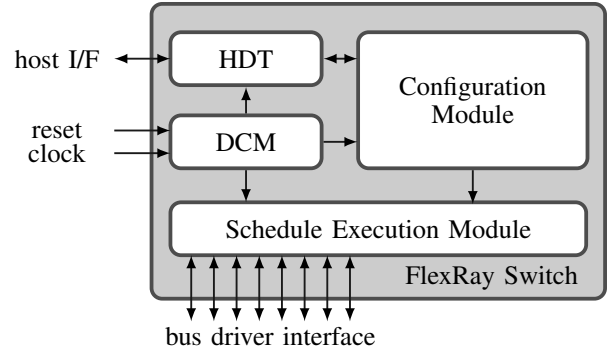 host I/F
HDT
Configuration
Module
reset
clock
DCM
Schedule Execution Module
FlexRay Switch
bus driver interface